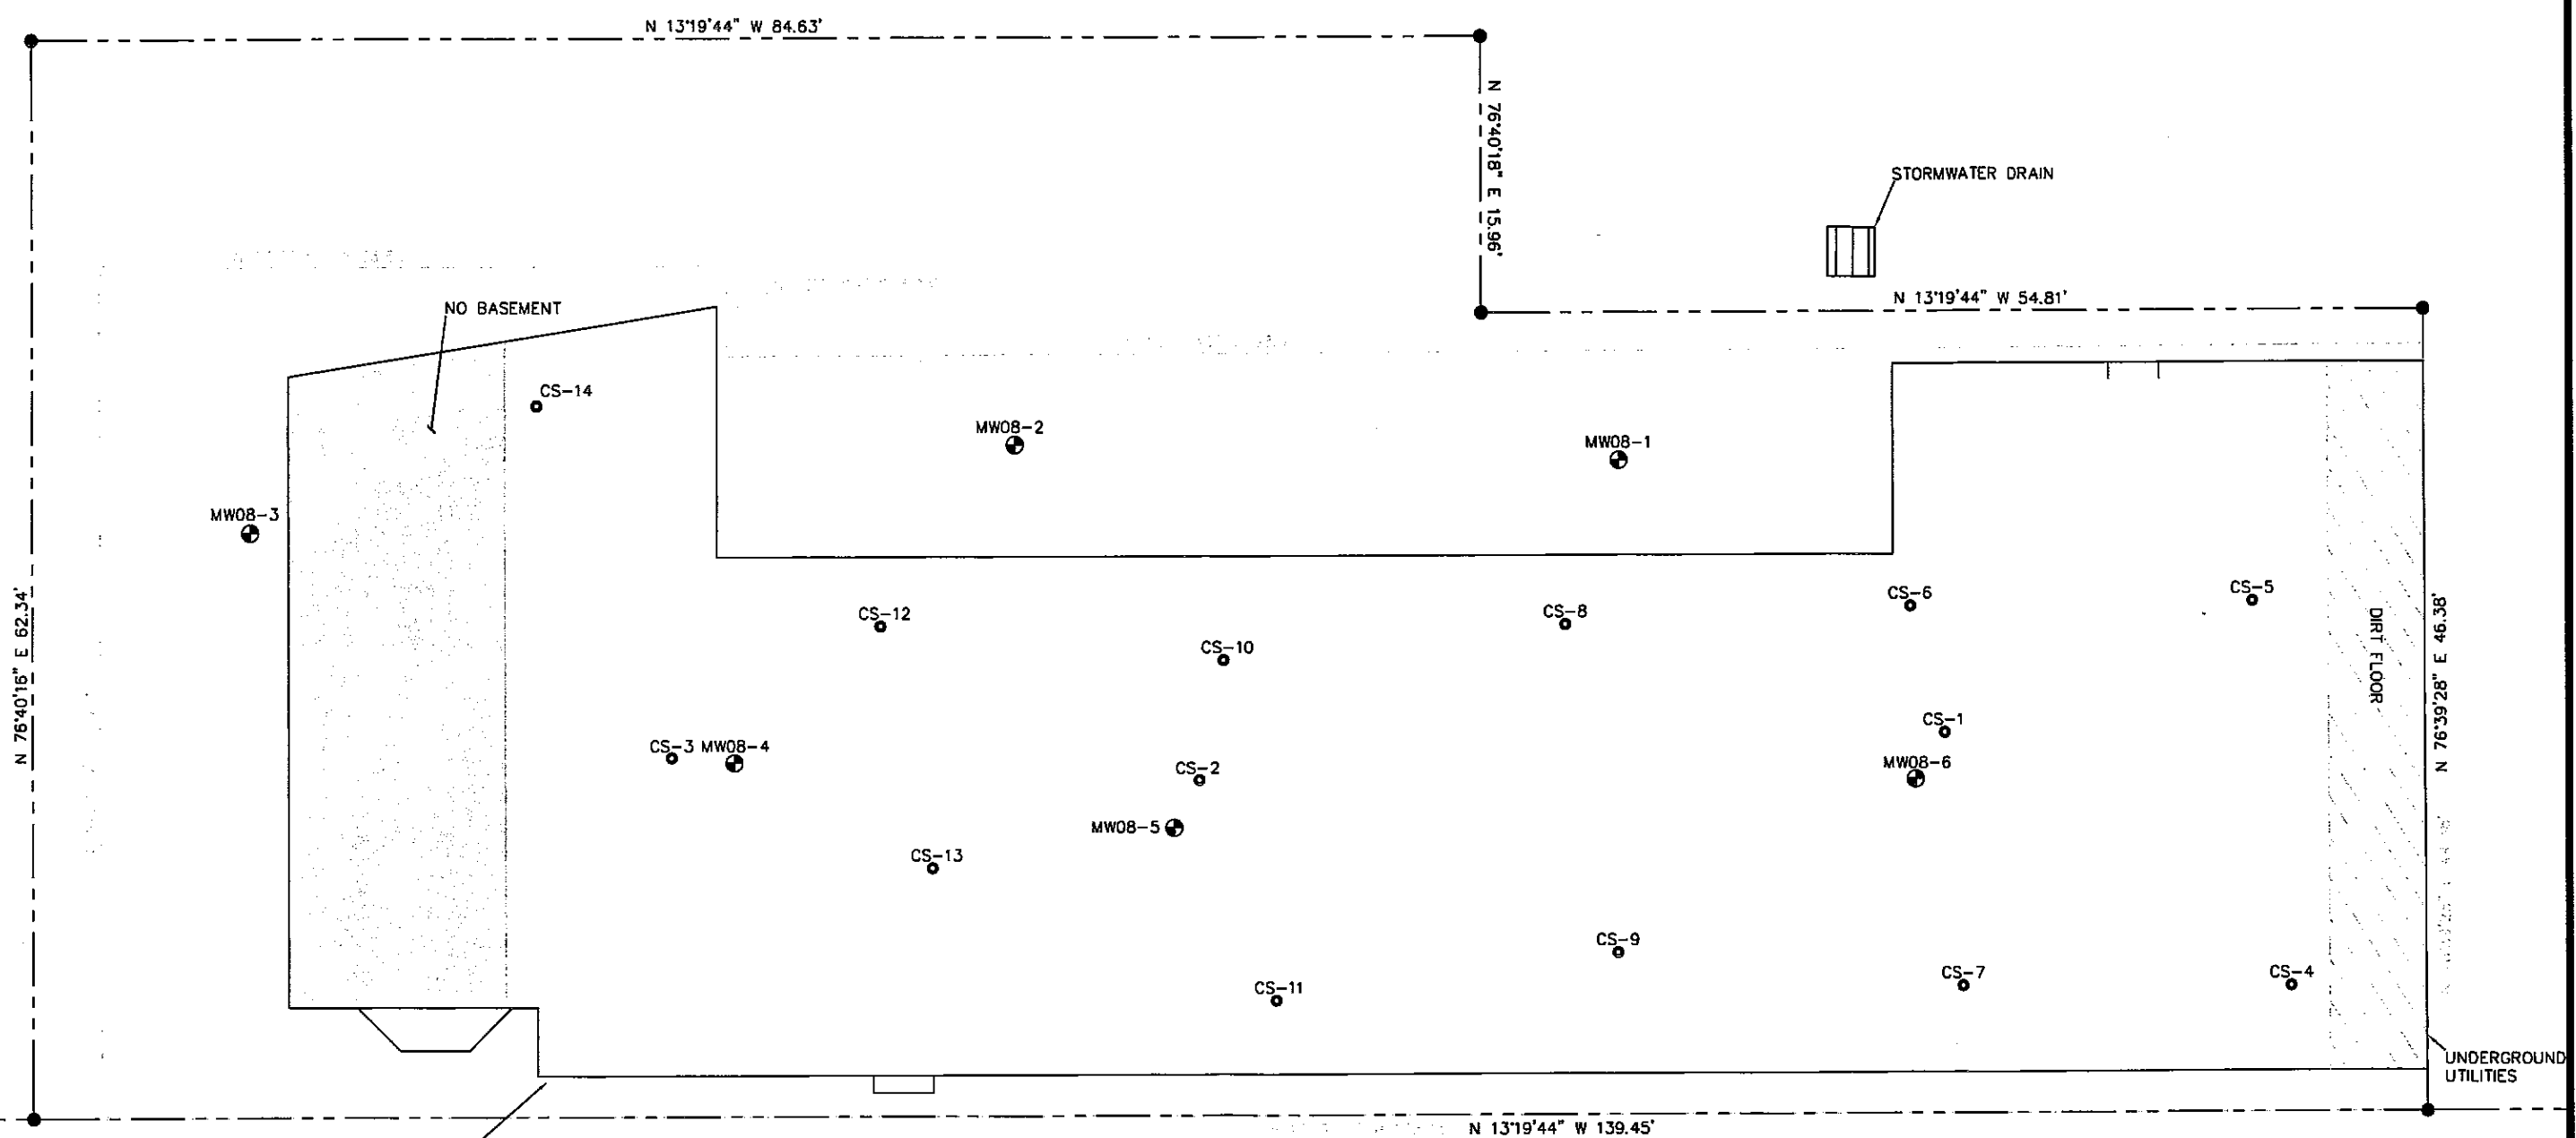 N 13°19'44" W 84.63'
N 76°40'18" E 15.96'
STORMWATER DRAIN
N 13°19'44" W 54.81'
NO BASEMENT
CS-14
MW08-2
MW08-1
MW08-3
N 76°40'16" E 62.34'
CS-12
CS-10
CS-8
CS-6
CS-5
DIRT FLOOR
N 76°39'28" E 46.38'
CS-3 MW08-4
CS-2
CS-1
MW08-6
MW08-5
CS-13
CS-9
CS-11
CS-7
CS-4
UNDERGROUND
UTILITIES
N 13°19'44" W 139.45'